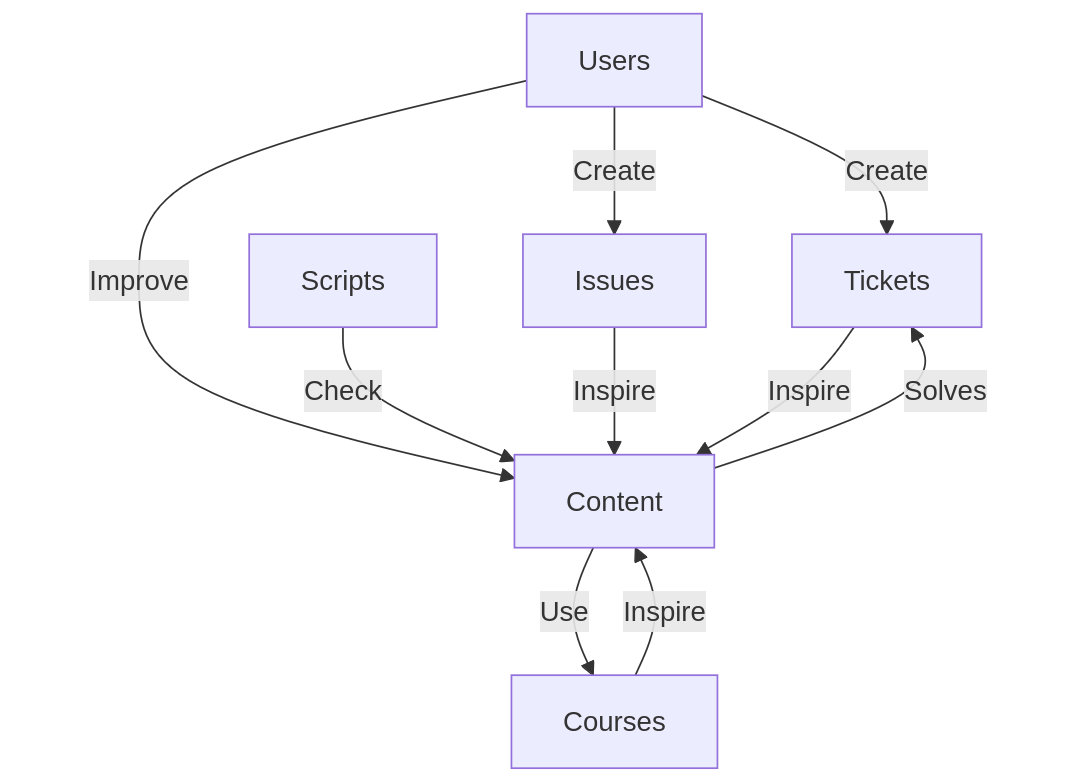 Users
Create
Create
Improve
Scripts
Issues
Tickets
Check
Inspire
Inspire
Solves
Content
Use
Inspire
Courses